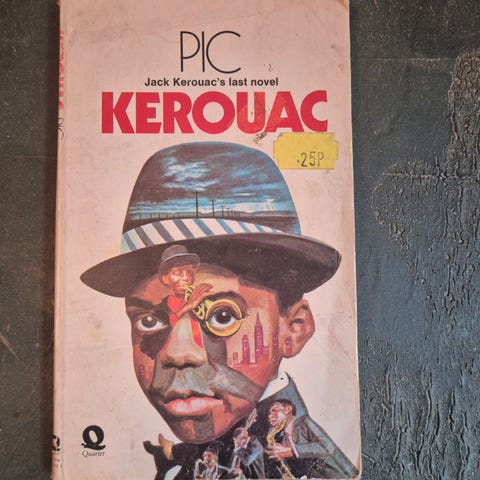 PIC
Jack Kerouac's last novel
KEROUAC
25P
Quartet